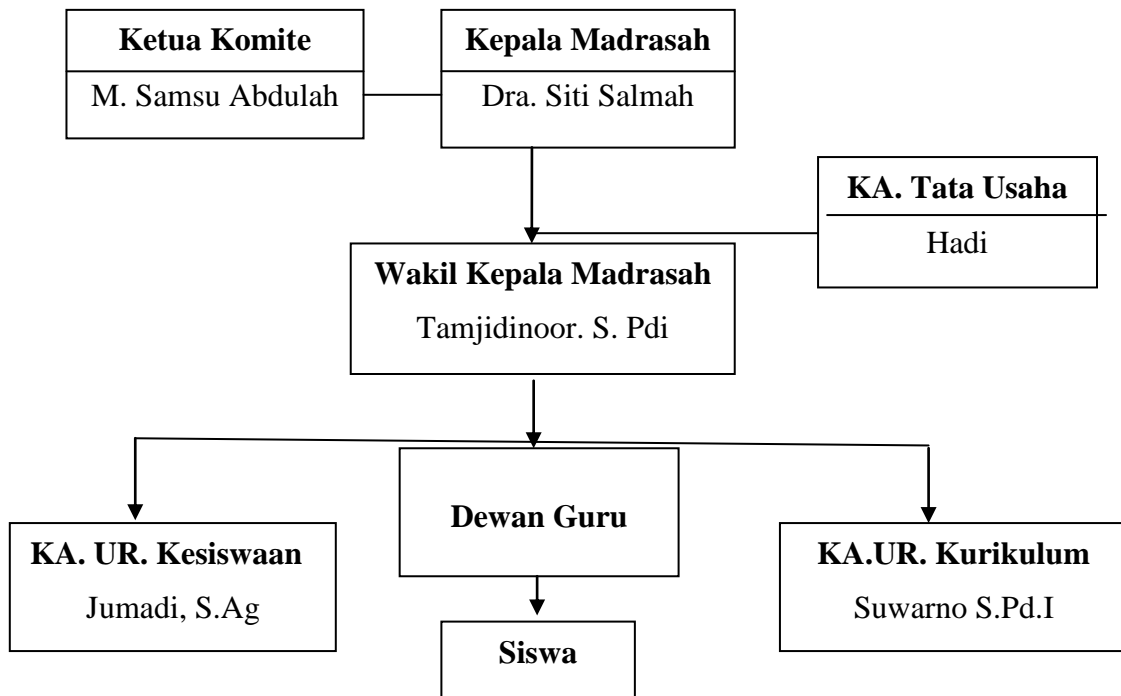 Ketua Komite
M. Samsu Abdulah
Kepala Madrasah
Dra. Siti Salmah
KA. Tata Usaha
Hadi
Wakil Kepala Madrasah
Tamjidinoor. S. Pdi
Dewan Guru
KA. UR. Kesiswaan
Jumadi, S.Ag
KA.UR. Kurikulum
Suwarno S.Pd.I
Siswa